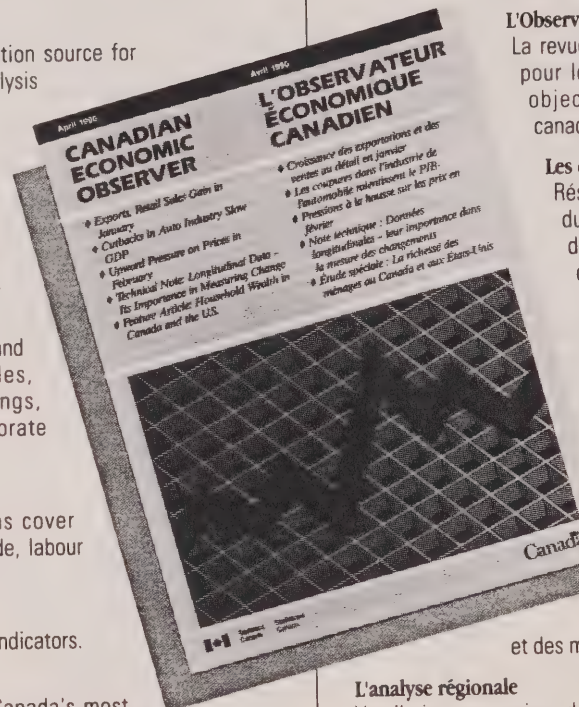 tion source for
lysis
and
les,
ngs,
orate
ns cover
de, labour
ndicators.
Canada's most
April 1990
CANADIAN
ECONOMIC
OBSERVER
♦ Exports, Retail Sales Gain in
January
♦ Cutbacks in Auto Industry Slow
GDP
♦ Upward Pressure on Prices in
February
♦ Technical Note: Longitudinal Data -
Its Importance in Measuring Change
♦ Feature Article: Household Wealth in
Canada and the U.S.
Avril 1990
L'OBSERVATEUR
ÉCONOMIQUE
CANADIEN
♦ Croissance des exportations et des
ventes au détail en janvier
♦ Les coupures dans l'industrie de
l'automobile ralentissent le PIB
♦ Pressions à la hausse sur les prix en
février
♦ Note technique : Données
longitudinales - leur importance dans
la mesure des changements
♦ Étude spéciale : La richesse des
ménages au Canada et aux États-Unis
Statistics
Canada
Statistique
Canada
Canada
L'Observ
La revue
pour le
objec
canad
Les
Rés
du
d
et des m
L'analyse régionale